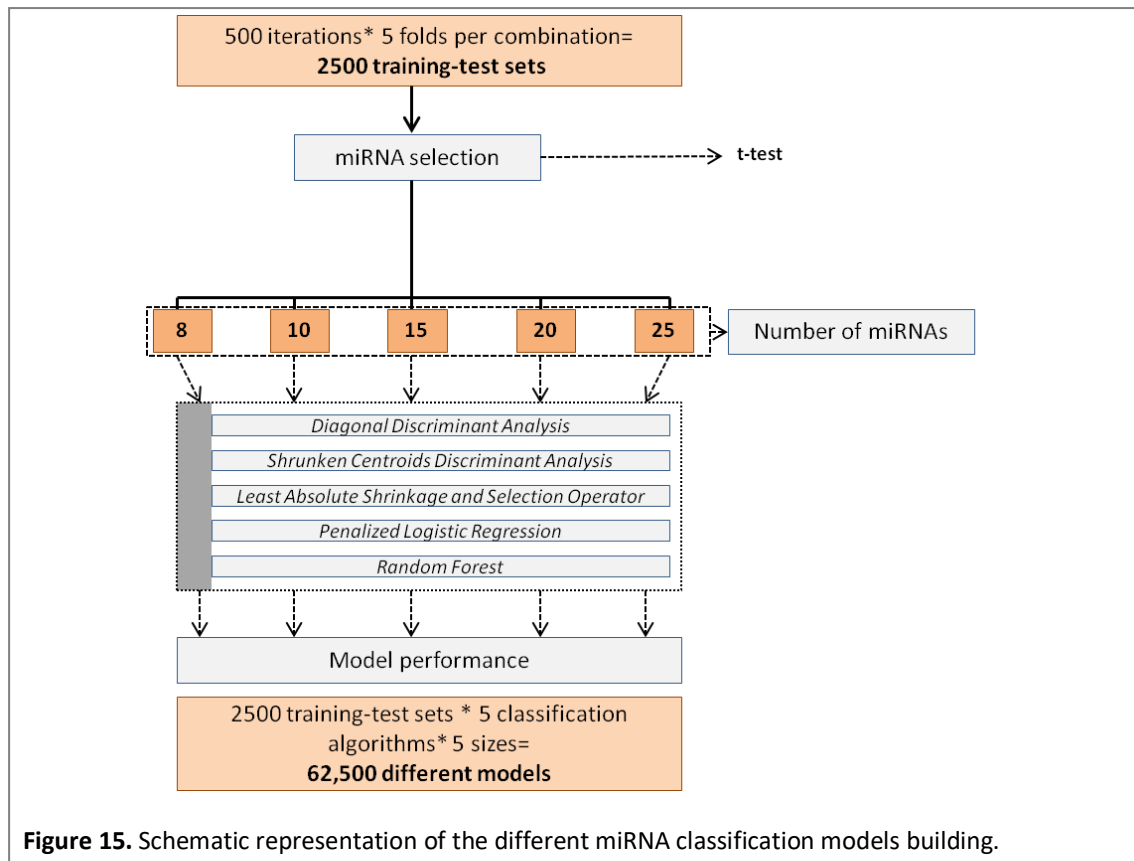 500 iterations* 5 folds per combination=
2500 training-test sets
miRNA selection
t-test
8 10 15 20 25
Number of miRNAs
Diagonal Discriminant Analysis
Shrunken Centroids Discriminant Analysis
Least Absolute Shrinkage and Selection Operator
Penalized Logistic Regression
Random Forest
Model performance
2500 training-test sets * 5 classification
algorithms* 5 sizes=
62,500 different models
Figure 15. Schematic representation of the different miRNA classification models building.